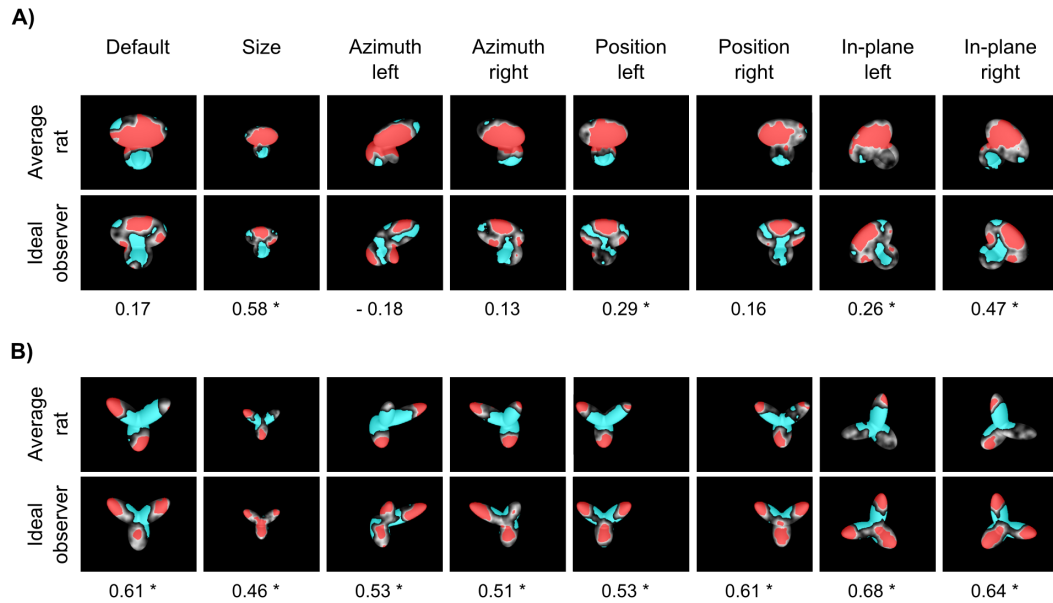 A)
Default
Size
Azimuth
left
Azimuth
right
Position
left
Position
right
In-plane
left
In-plane
right
Average
rat
Ideal
observer
0.17
0.58 *
- 0.18
0.13
0.29 *
0.16
0.26 *
0.47 *
B)
Average
rat
Ideal
observer
0.61 *
0.46 *
0.53 *
0.51 *
0.53 *
0.61 *
0.68 *
0.64 *